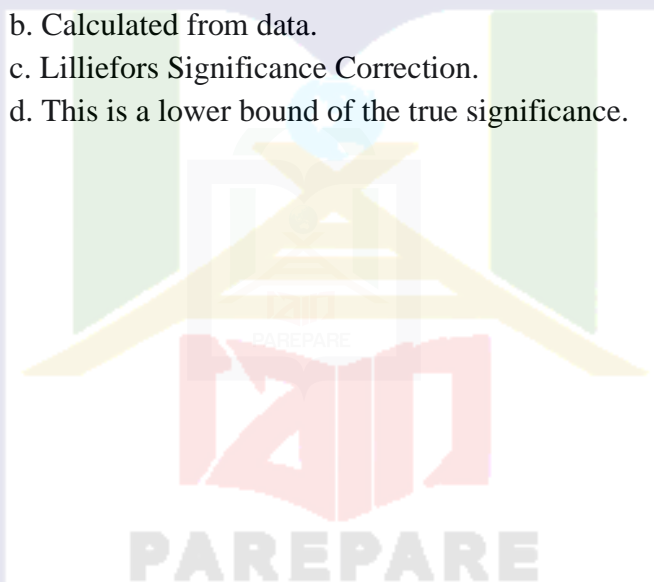 b. Calculated from data.
c. Lilliefors Significance Correction.
d. This is a lower bound of the true significance.
PAREPARE
PAREPARE